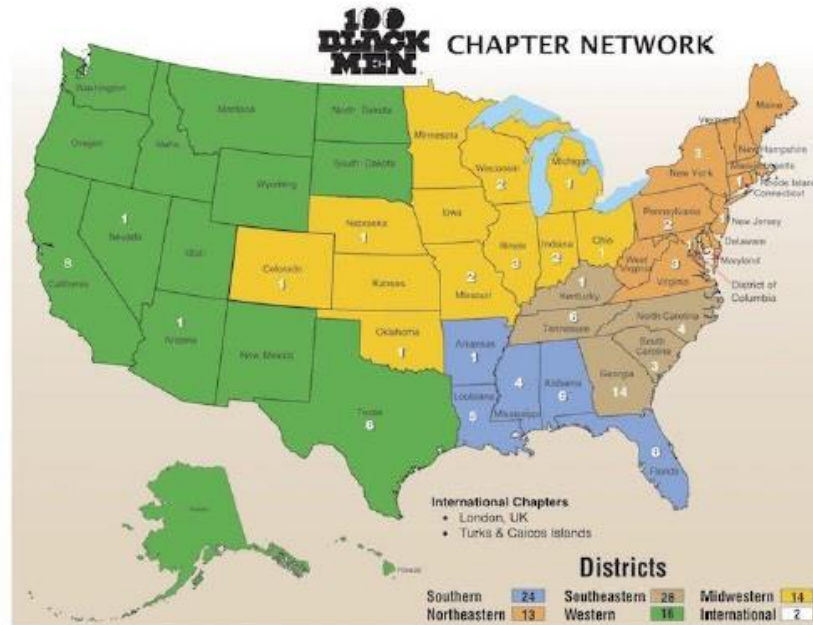 100
BLACK
MEN
CHAPTER NETWORK
Washington
Montana
North Dakota
Minnesota
Maine
Vermont
Oregon
Idaho
South Dakota
Wisconsin
2
Michigan
1
3
New York
New Hampshire
Massachusetts
1
Rhode Island
Connecticut
Wyoming
Nebraska
1
Iowa
Pennsylvania
2
1
New Jersey
Nevada
1
Utah
Colorado
1
Kansas
Missouri
2
Illinois
3
Indiana
2
Ohio
1
West Virginia
Virginia
3
1
Delaware
Maryland
District of
Columbia
California
8
Arizona
1
New Mexico
Oklahoma
1
Arkansas
1
Kentucky
1
Tennessee
6
North Carolina
4
South
Carolina
3
Texas
6
Louisiana
5
Mississippi
4
Alabama
6
Georgia
14
Florida
6
International Chapters
• London, UK
• Turks & Caicos Islands
Districts
Southern 24 Southeastern 28 Midwestern 14
Northeastern 13 Western 16 International 2